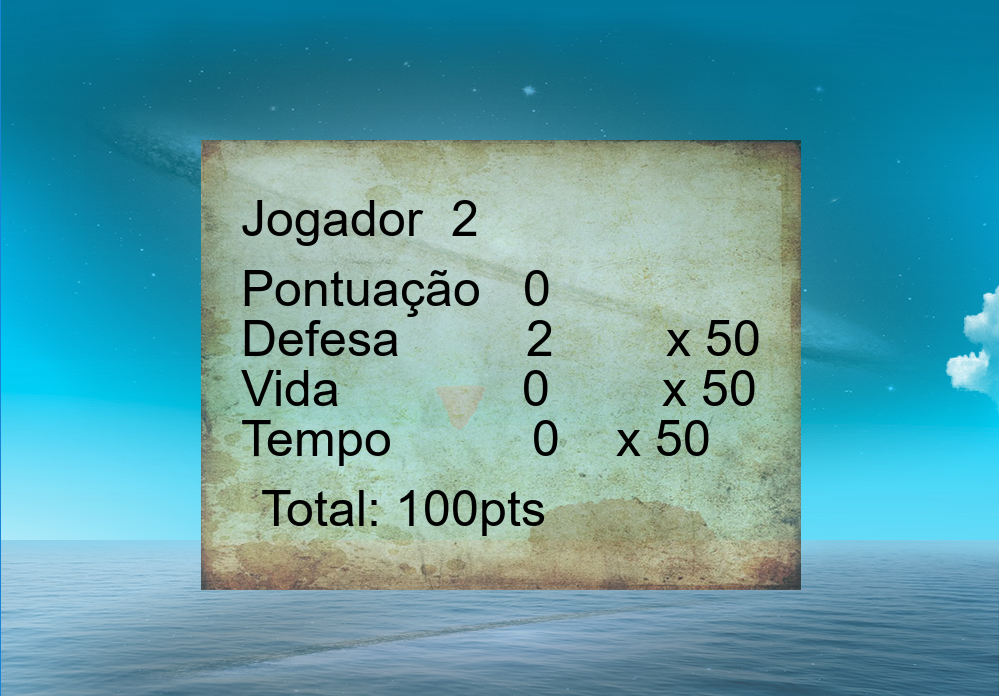 Jogador 2
Pontuação 0
Defesa 2 x 50
Vida 0 x 50
Tempo 0 x 50
Total: 100pts